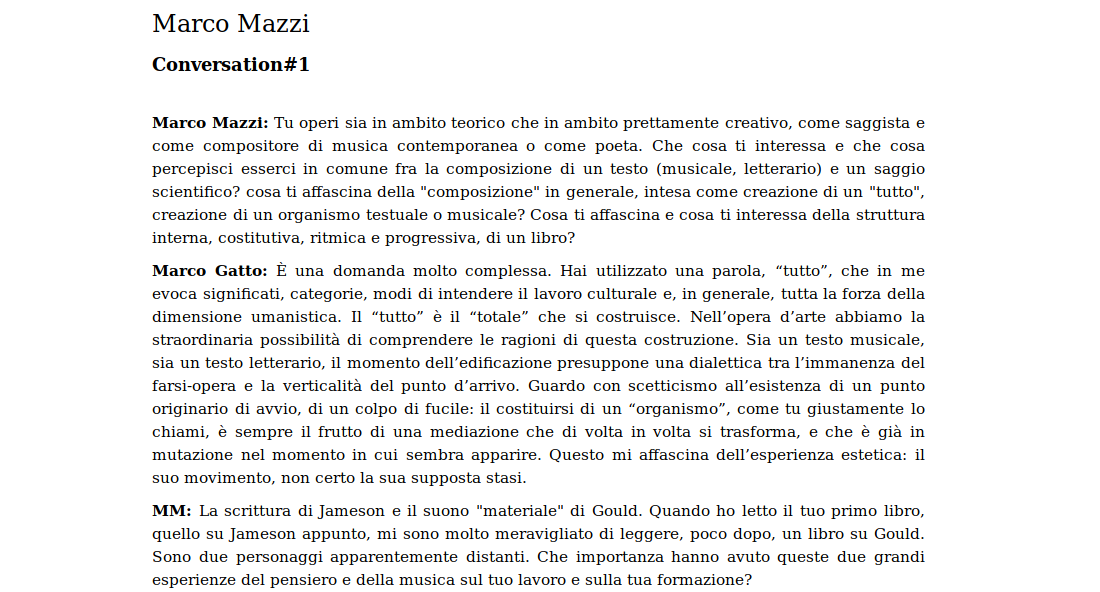 Marco Mazzi
Conversation#1
Marco Mazzi: Tu operi sia in ambito teorico che in ambito prettamente creativo, come saggista e
come compositore di musica contemporanea o come poeta. Che cosa ti interessa e che cosa
percepisci esserci in comune fra la composizione di un testo (musicale, letterario) e un saggio
scientifico? cosa ti affascina della "composizione" in generale, intesa come creazione di un "tutto",
creazione di un organismo testuale o musicale? Cosa ti affascina e cosa ti interessa della struttura
interna, costitutiva, ritmica e progressiva, di un libro?
Marco Gatto: È una domanda molto complessa. Hai utilizzato una parola, “tutto”, che in me
evoca significati, categorie, modi di intendere il lavoro culturale e, in generale, tutta la forza della
dimensione umanistica. Il “tutto” è il “totale” che si costruisce. Nell’opera d’arte abbiamo la
straordinaria possibilità di comprendere le ragioni di questa costruzione. Sia un testo musicale,
sia un testo letterario, il momento dell’edificazione presuppone una dialettica tra l’immanenza del
farsi-opera e la verticalità del punto d’arrivo. Guardo con scetticismo all’esistenza di un punto
originario di avvio, di un colpo di fucile: il costituirsi di un “organismo”, come tu giustamente lo
chiami, è sempre il frutto di una mediazione che di volta in volta si trasforma, e che è già in
mutazione nel momento in cui sembra apparire. Questo mi affascina dell’esperienza estetica: il
suo movimento, non certo la sua supposta stasi.
MM: La scrittura di Jameson e il suono "materiale" di Gould. Quando ho letto il tuo primo libro,
quello su Jameson appunto, mi sono molto meravigliato di leggere, poco dopo, un libro su Gould.
Sono due personaggi apparentemente distanti. Che importanza hanno avuto queste due grandi
esperienze del pensiero e della musica sul tuo lavoro e sulla tua formazione?